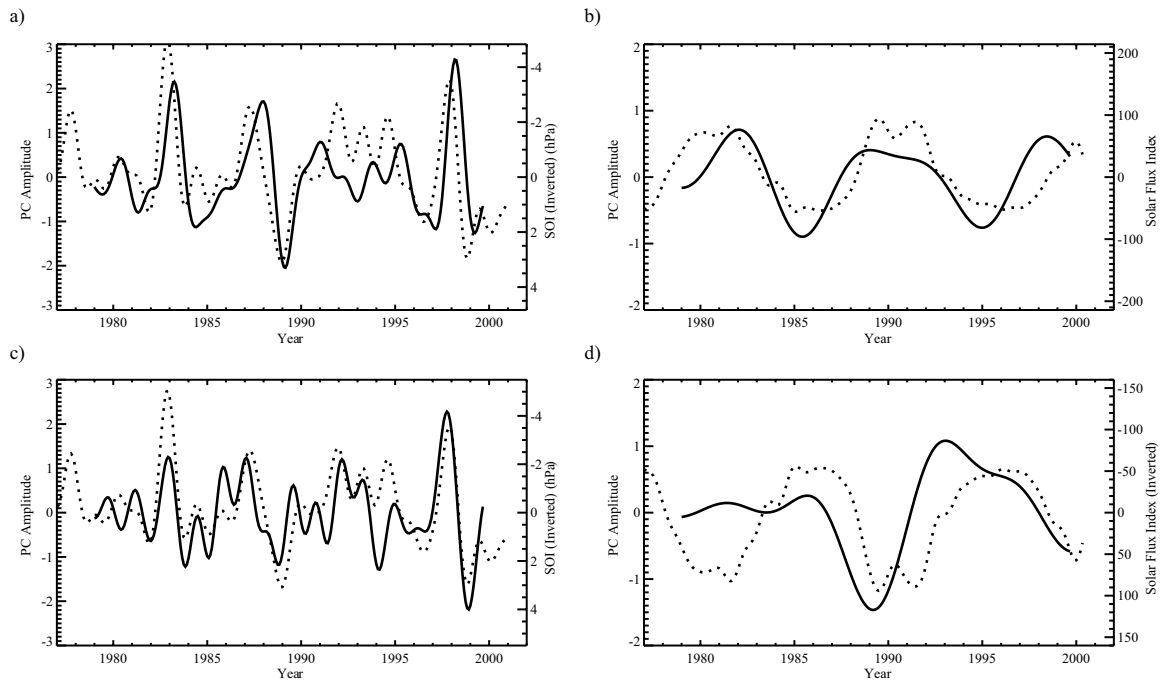 a)
b)
3
2
1
0
-1
-2
-3
PC Amplitude
-4
-2
0
2
4
SOI (Inverted) (hPa)
1980 1985 1990 1995 2000
Year
2
1
0
-1
-2
PC Amplitude
200
100
0
-100
-200
Solar Flux Index
1980 1985 1990 1995 2000
Year
c)
d)
3
2
1
0
-1
-2
-3
PC Amplitude
-4
-2
0
2
4
SOI (Inverted) (hPa)
1980 1985 1990 1995 2000
Year
2
1
0
-1
-2
PC Amplitude
-150
-100
-50
0
50
100
150
Solar Flux Index (Inverted)
1980 1985 1990 1995 2000
Year